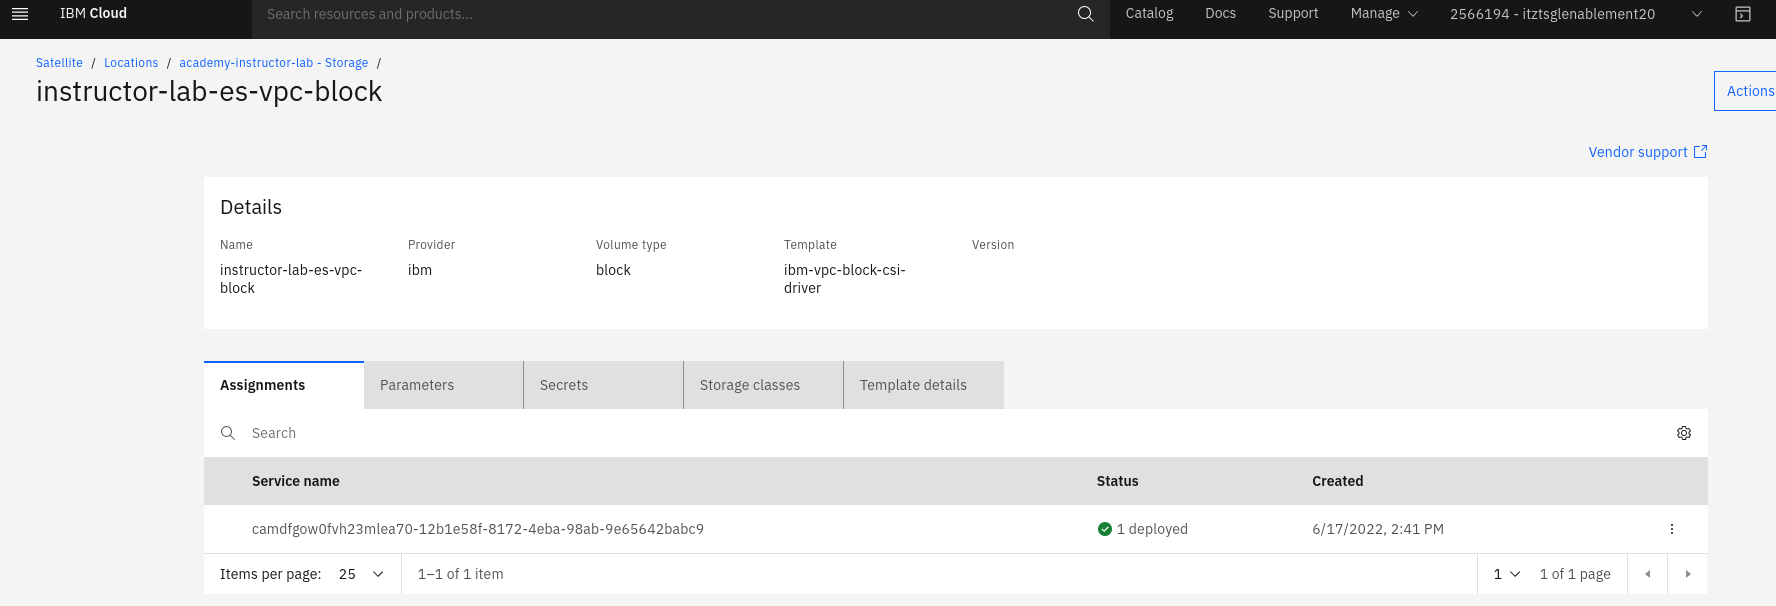 IBM Cloud Search resources and products... Catalog Docs Support Manage 2566194 - itztsglenablement20
Satellite / Locations / academy-instructor-lab - Storage /
instructor-lab-es-vpc-block
Actions
Vendor support
Details
Name Provider Volume type Template Version
instructor-lab-es-vpc- ibm block ibm-vpc-block-csi-
block driver
Assignments Parameters Secrets Storage classes Template details
Search
Service name Status Created
camdfgow0fvh23mlea70-12b1e58f-8172-4eba-98ab-9e65642babc9 1 deployed 6/17/2022, 2:41 PM
Items per page: 25 1–1 of 1 item 1 1 of 1 page